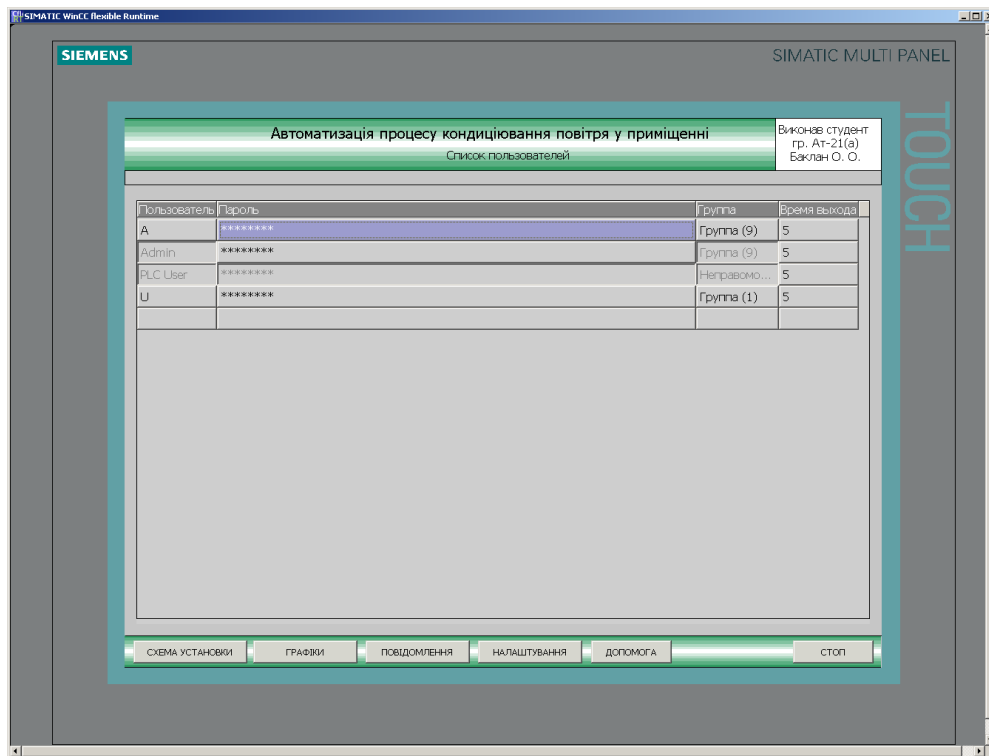 SIMATIC WinCC flexible Runtime
SIEMENS
SIMATIC MULTI PANEL
TOUCH
Автоматизація процесу кондиціювання повітря у приміщенні
Список пользователей
Виконав студент
гр. Ат-21(а)
Баклан О. О.
Пользователь Пароль Группа Время выхода
A ******** Группа (9) 5
Admin ******** Группа (9) 5
PLC User ******** Неправомо... 5
U ******** Группа (1) 5
СХЕМА УСТАНОВКИ ГРАФІКИ ПОВІДОМЛЕННЯ НАЛАШТУВАННЯ ДОПОМОГА СТОП